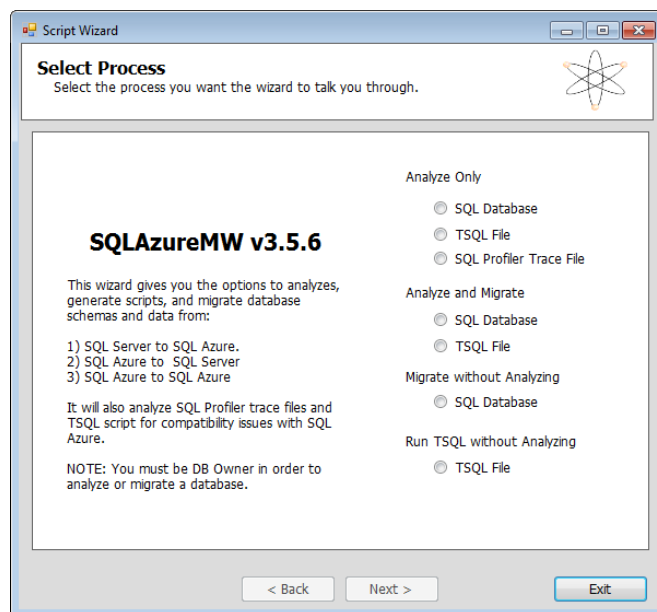 Script Wizard
Select Process
Select the process you want the wizard to talk you through.
SQLAzureMW v3.5.6
This wizard gives you the options to analyzes,
generate scripts, and migrate database
schemas and data from:
1) SQL Server to SQL Azure.
2) SQL Azure to  SQL Server
3) SQL Azure to SQL Azure
It will also analyze SQL Profiler trace files and
TSQL script for compatibility issues with SQL
Azure.
NOTE: You must be DB Owner in order to
analyze or migrate a database.
Analyze Only
SQL Database
TSQL File
SQL Profiler Trace File
Analyze and Migrate
SQL Database
TSQL File
Migrate without Analyzing
SQL Database
Run TSQL without Analyzing
TSQL File
< Back
Next >
Exit